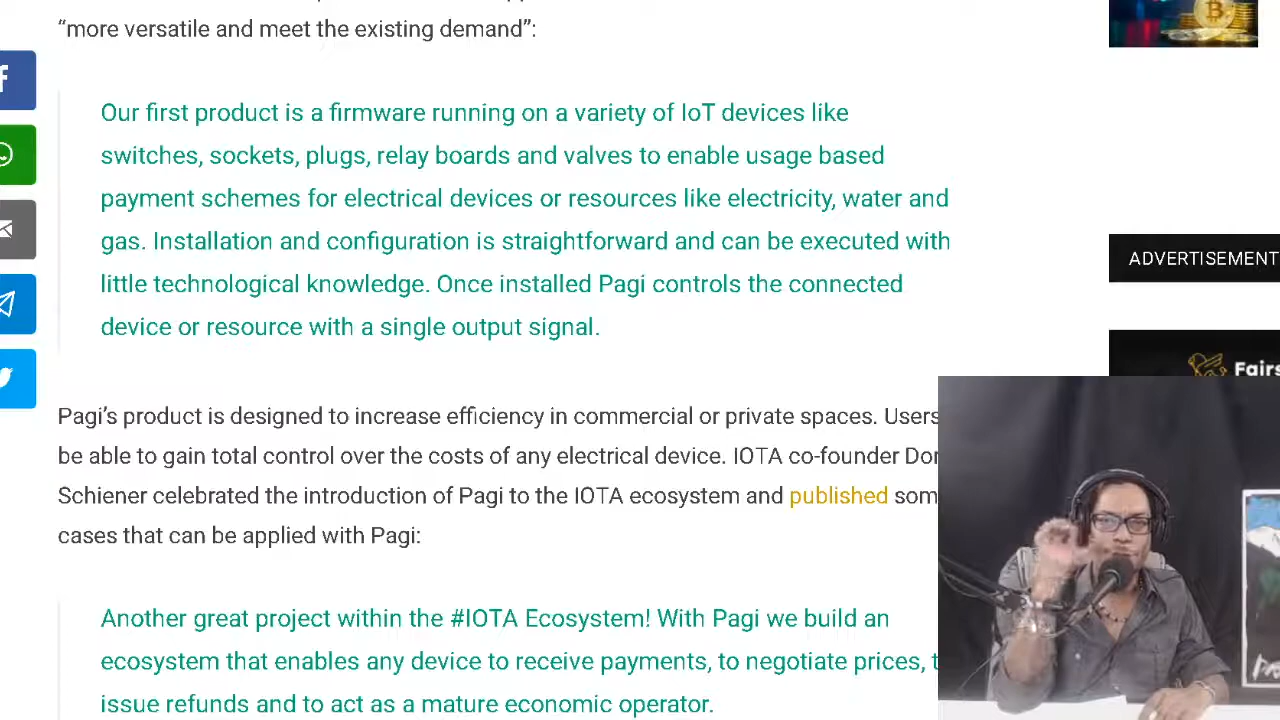 “more versatile and meet the existing demand”:
Our first product is a firmware running on a variety of IoT devices like
switches, sockets, plugs, relay boards and valves to enable usage based
payment schemes for electrical devices or resources like electricity, water and
gas. Installation and configuration is straightforward and can be executed with
little technological knowledge. Once installed Pagi controls the connected
device or resource with a single output signal.
ADVERTISEMENT
Fairs
Pagi’s product is designed to increase efficiency in commercial or private spaces. Users
be able to gain total control over the costs of any electrical device. IOTA co-founder Dom
Schiener celebrated the introduction of Pagi to the IOTA ecosystem and published som
cases that can be applied with Pagi:
Another great project within the #IOTA Ecosystem! With Pagi we build an
ecosystem that enables any device to receive payments, to negotiate prices, t
issue refunds and to act as a mature economic operator.